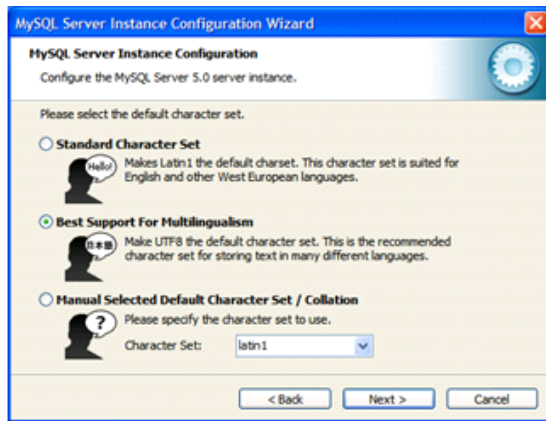 MySQL Server Instance Configuration Wizard
MySQL Server Instance Configuration
Configure the MySQL Server 5.0 server instance.
Please select the default character set.
Standard Character Set
Hello!
Makes Latin1 the default charset. This character set is suited for
English and other West European languages.
Best Support For Multilingualism
日本語
Make UTF8 the default character set. This is the recommended
character set for storing text in many different languages.
Manual Selected Default Character Set / Collation
?
Please specify the character set to use.
Character Set: latin1
< Back Next > Cancel